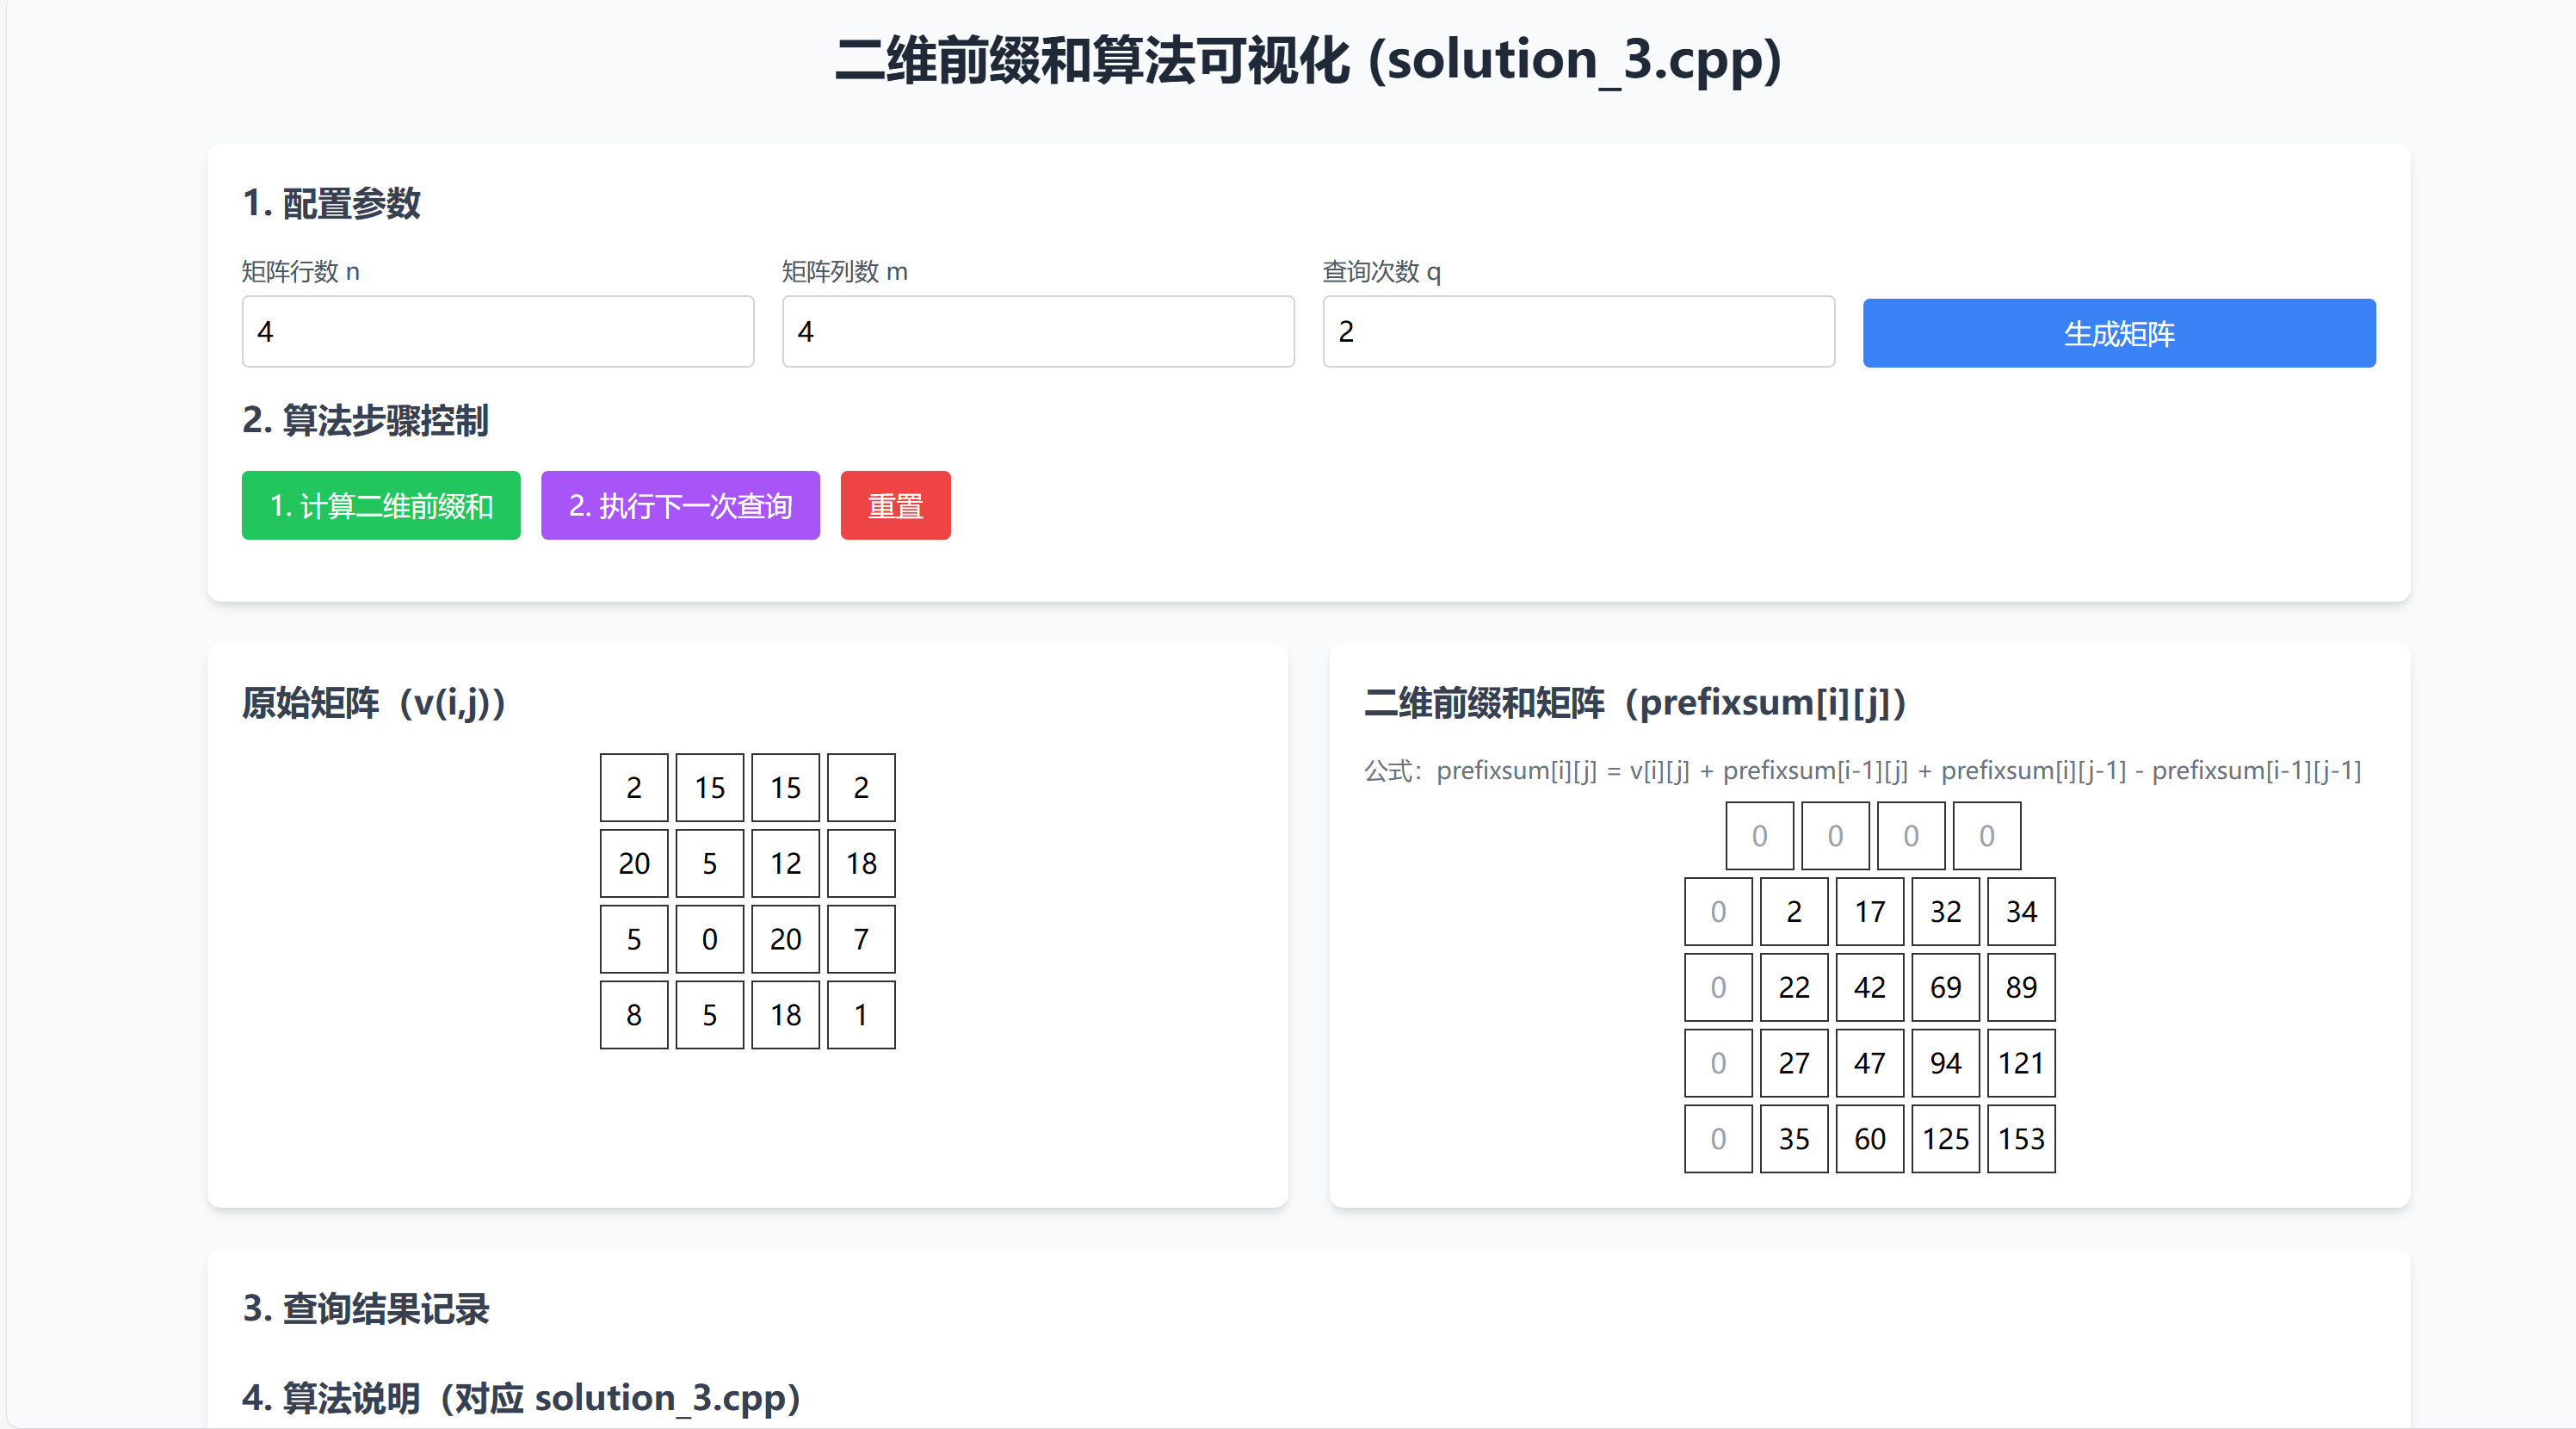 二维前缀和算法可视化 (solution_3.cpp)
1. 配置参数
矩阵行数 n
矩阵列数 m
查询次数 q
4
4
2
生成矩阵
2. 算法步骤控制
1. 计算二维前缀和
2. 执行下一次查询
重置
原始矩阵（v(i,j)）
2 15 15 2
20 5 12 18
5 0 20 7
8 5 18 1
二维前缀和矩阵（prefixsum[i][j]）
公式：prefixsum[i][j] = v[i][j] + prefixsum[i-1][j] + prefixsum[i][j-1] - prefixsum[i-1][j-1]
0 0 0 0
0 2 17 32 34
0 22 42 69 89
0 27 47 94 121
0 35 60 125 153
3. 查询结果记录
4. 算法说明（对应 solution_3.cpp）